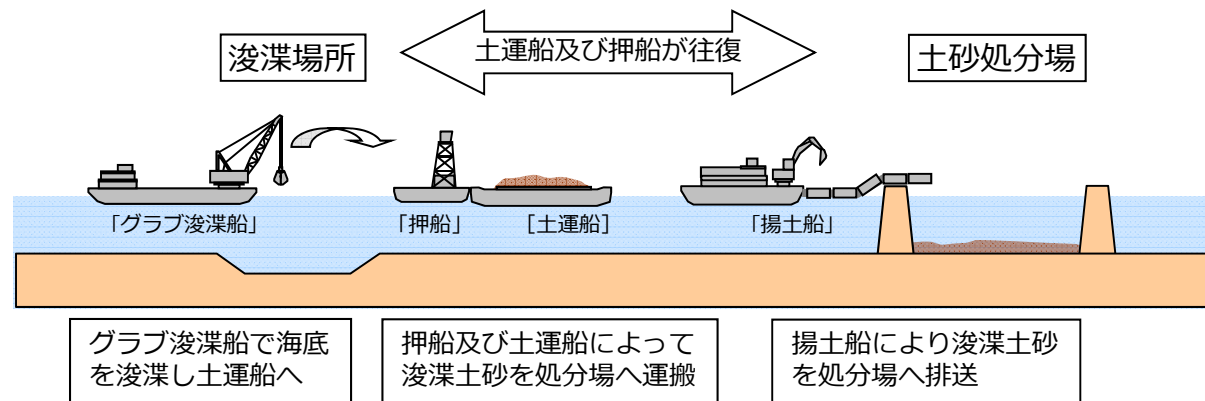 浚渫場所
土運船及び押船が往復
土砂処分場
「グラブ浚渫船」
「押船」
［土運船］
「揚土船」
グラブ浚渫船で海底
を浚渫し土運船へ
押船及び土運船によって
浚渫土砂を処分場へ運搬
揚土船により浚渫土砂
を処分場へ排送